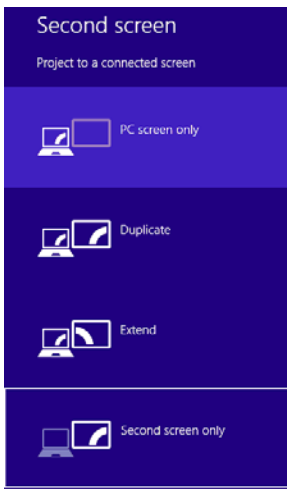 Second screen
Project to a connected screen
PC screen only
Duplicate
Extend
Second screen only